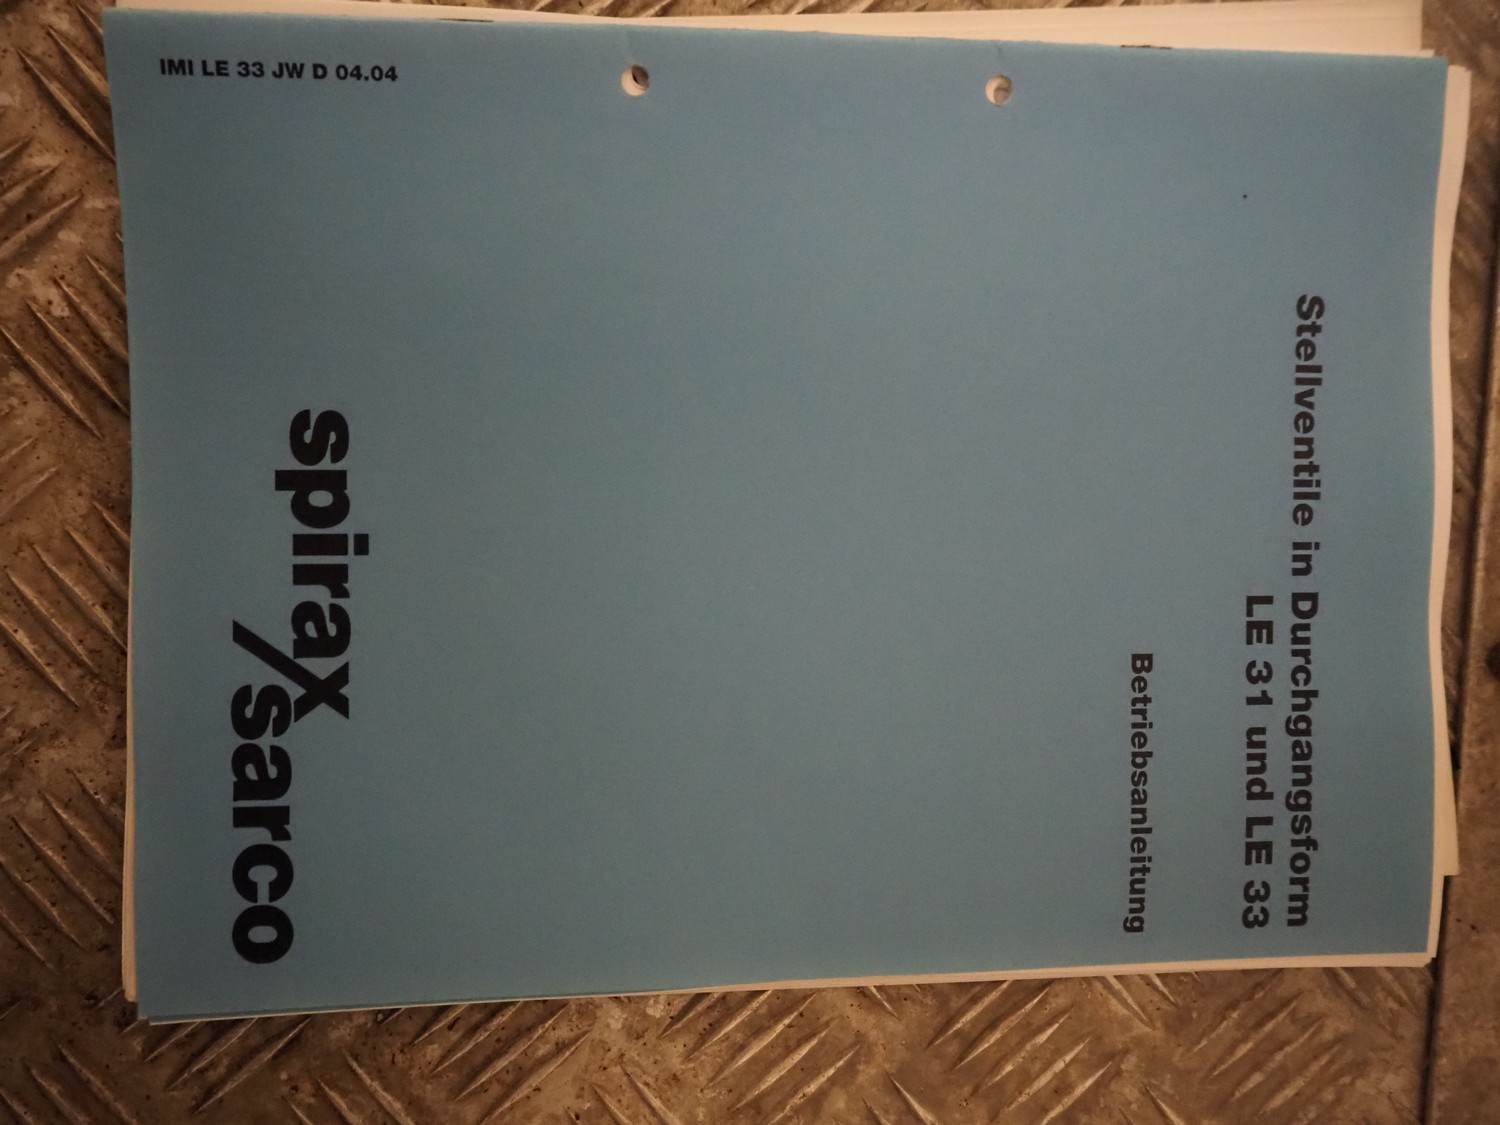 IMI LE 33 JW D 04.04
Stellventile in Durchgangsform
LE 31 und LE 33
Betriebsanleitung
spirax
sarco